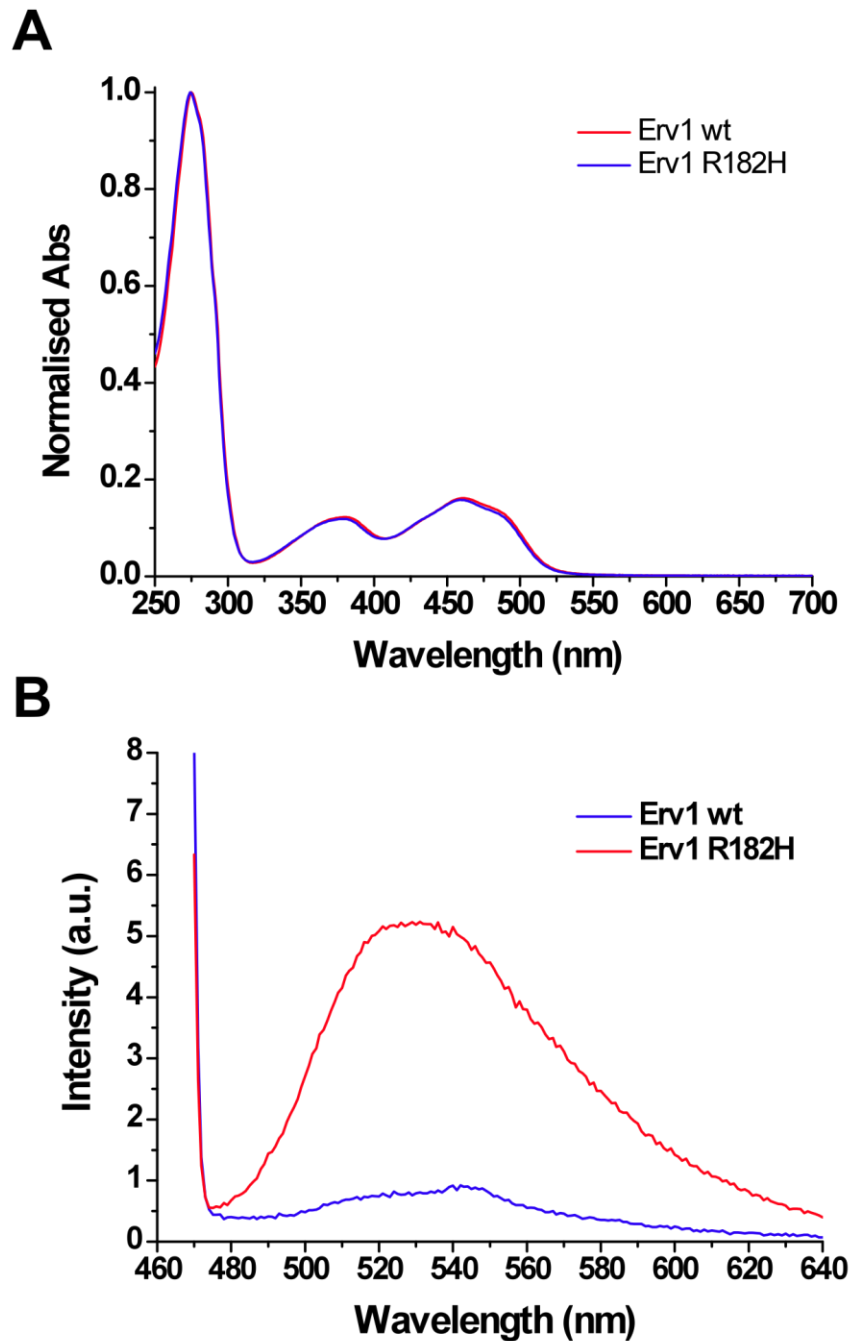 A
1.0
0.8
0.6
0.4
0.2
0.0
Normalised Abs
Erv1 wt
Erv1 R182H
250 300 350 400 450 500 550 600 650 700
Wavelength (nm)
B
8
7
6
5
4
3
2
1
0
Intensity (a.u.)
Erv1 wt
Erv1 R182H
460 480 500 520 540 560 580 600 620 640
Wavelength (nm)